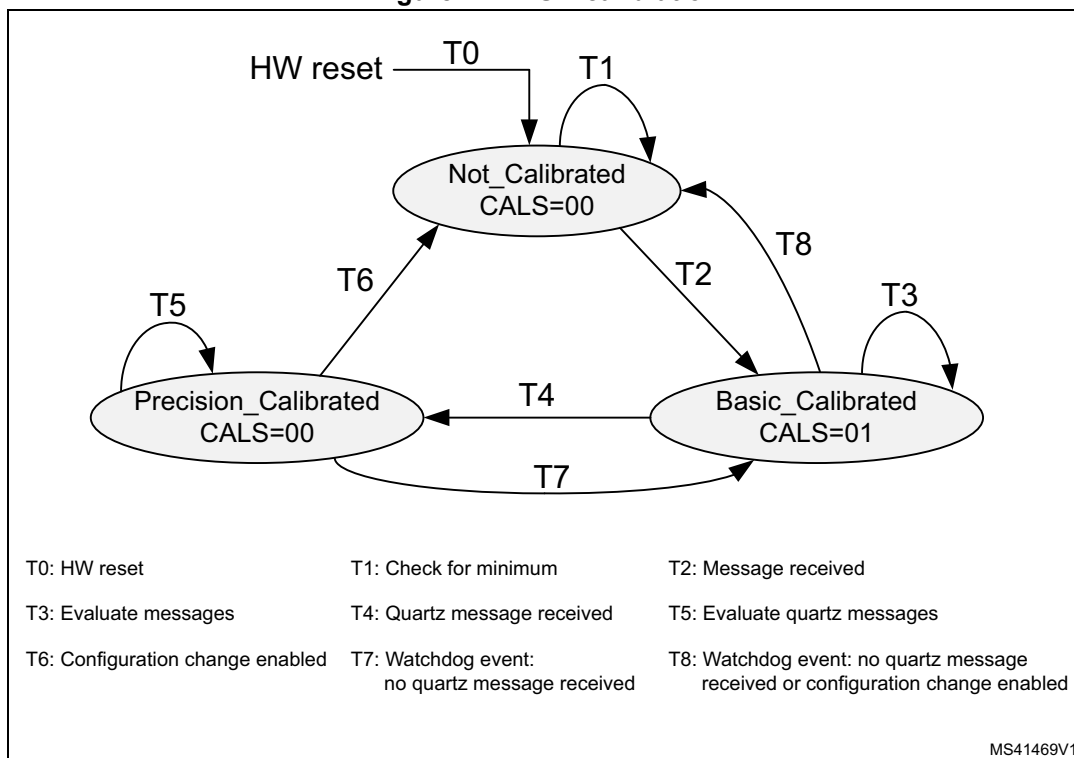 HW reset
T0
T1
Not_Calibrated
CALS=00
T6
T2
T8
T5
T3
Precision_Calibrated
CALS=00
T4
Basic_Calibrated
CALS=01
T7
T0: HW reset
T1: Check for minimum
T2: Message received
T3: Evaluate messages
T4: Quartz message received
T5: Evaluate quartz messages
T6: Configuration change enabled
T7: Watchdog event:
no quartz message received
T8: Watchdog event: no quartz message
received or configuration change enabled
MS41469V1